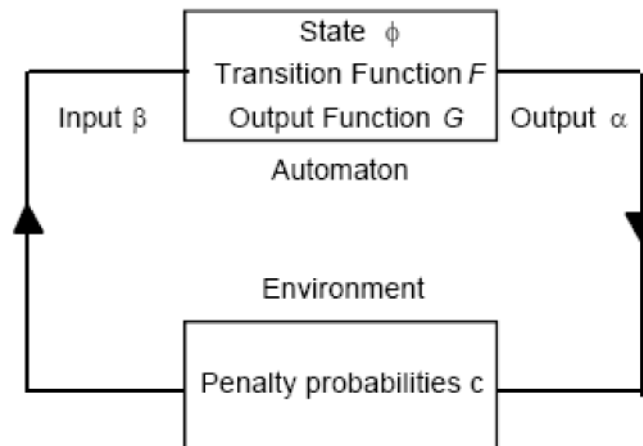 State ϕ
Transition Function F
Input β
Output Function G
Output α
Automaton
Environment
Penalty probabilities c